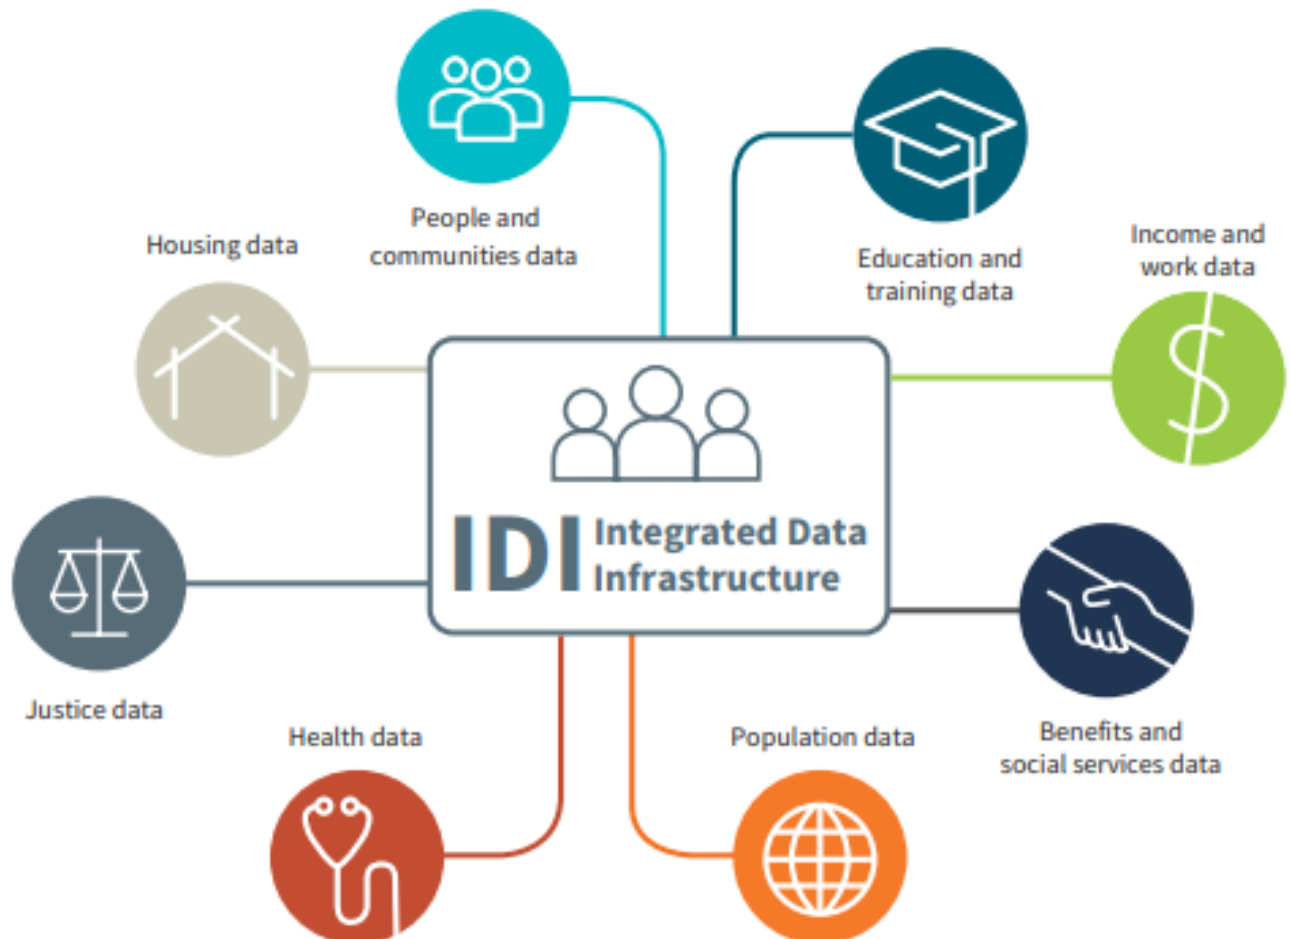 People and
communities data
Education and
training data
Housing data
Income and
work data
IDI
Integrated Data
Infrastructure
Justice data
Health data
Population data
Benefits and
social services data